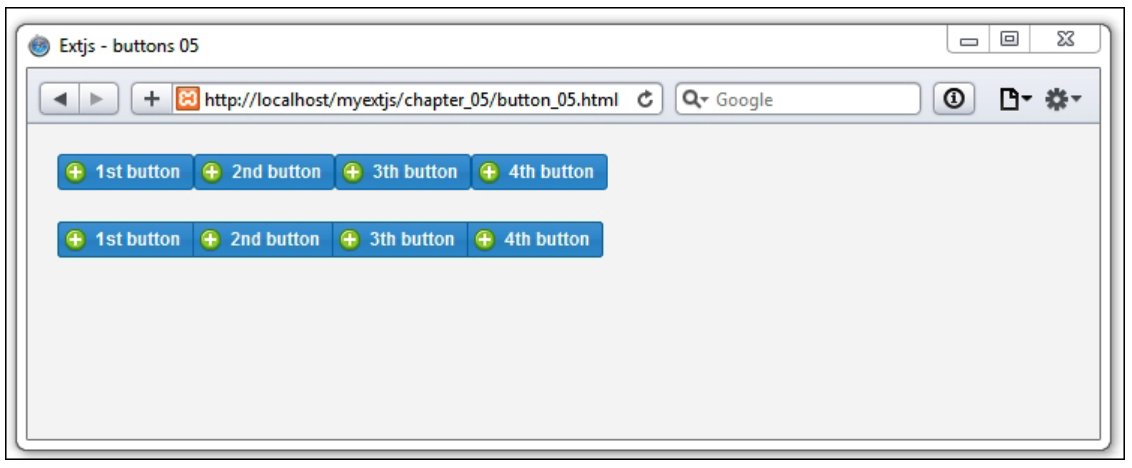 Extjs - buttons 05
http://localhost/myextjs/chapter_05/button_05.html Google
1st button 2nd button 3th button 4th button
1st button 2nd button 3th button 4th button